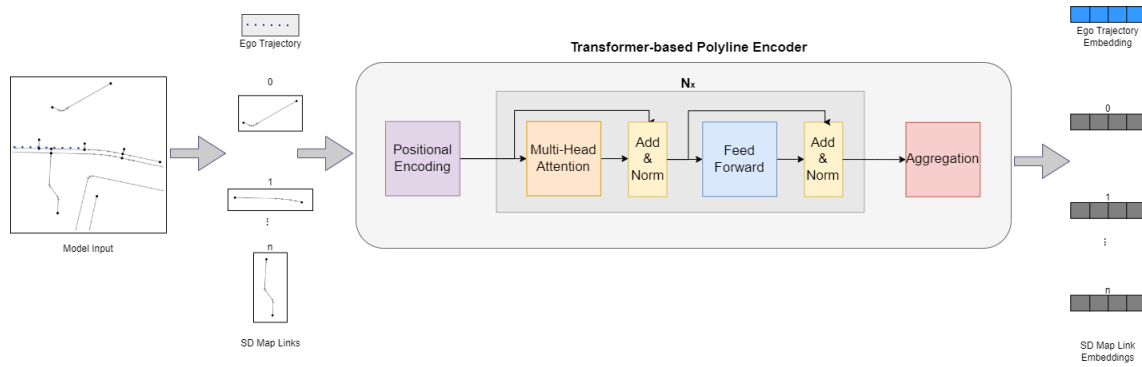 Model Input
Ego Trajectory
0
1
⋮
n
SD Map Links
Transformer-based Polyline Encoder
Nx
Positional
Encoding
Multi-Head
Attention
Add
&
Norm
Feed
Forward
Add
&
Norm
Aggregation
Ego Trajectory
Embedding
0
1
⋮
n
SD Map Link
Embeddings